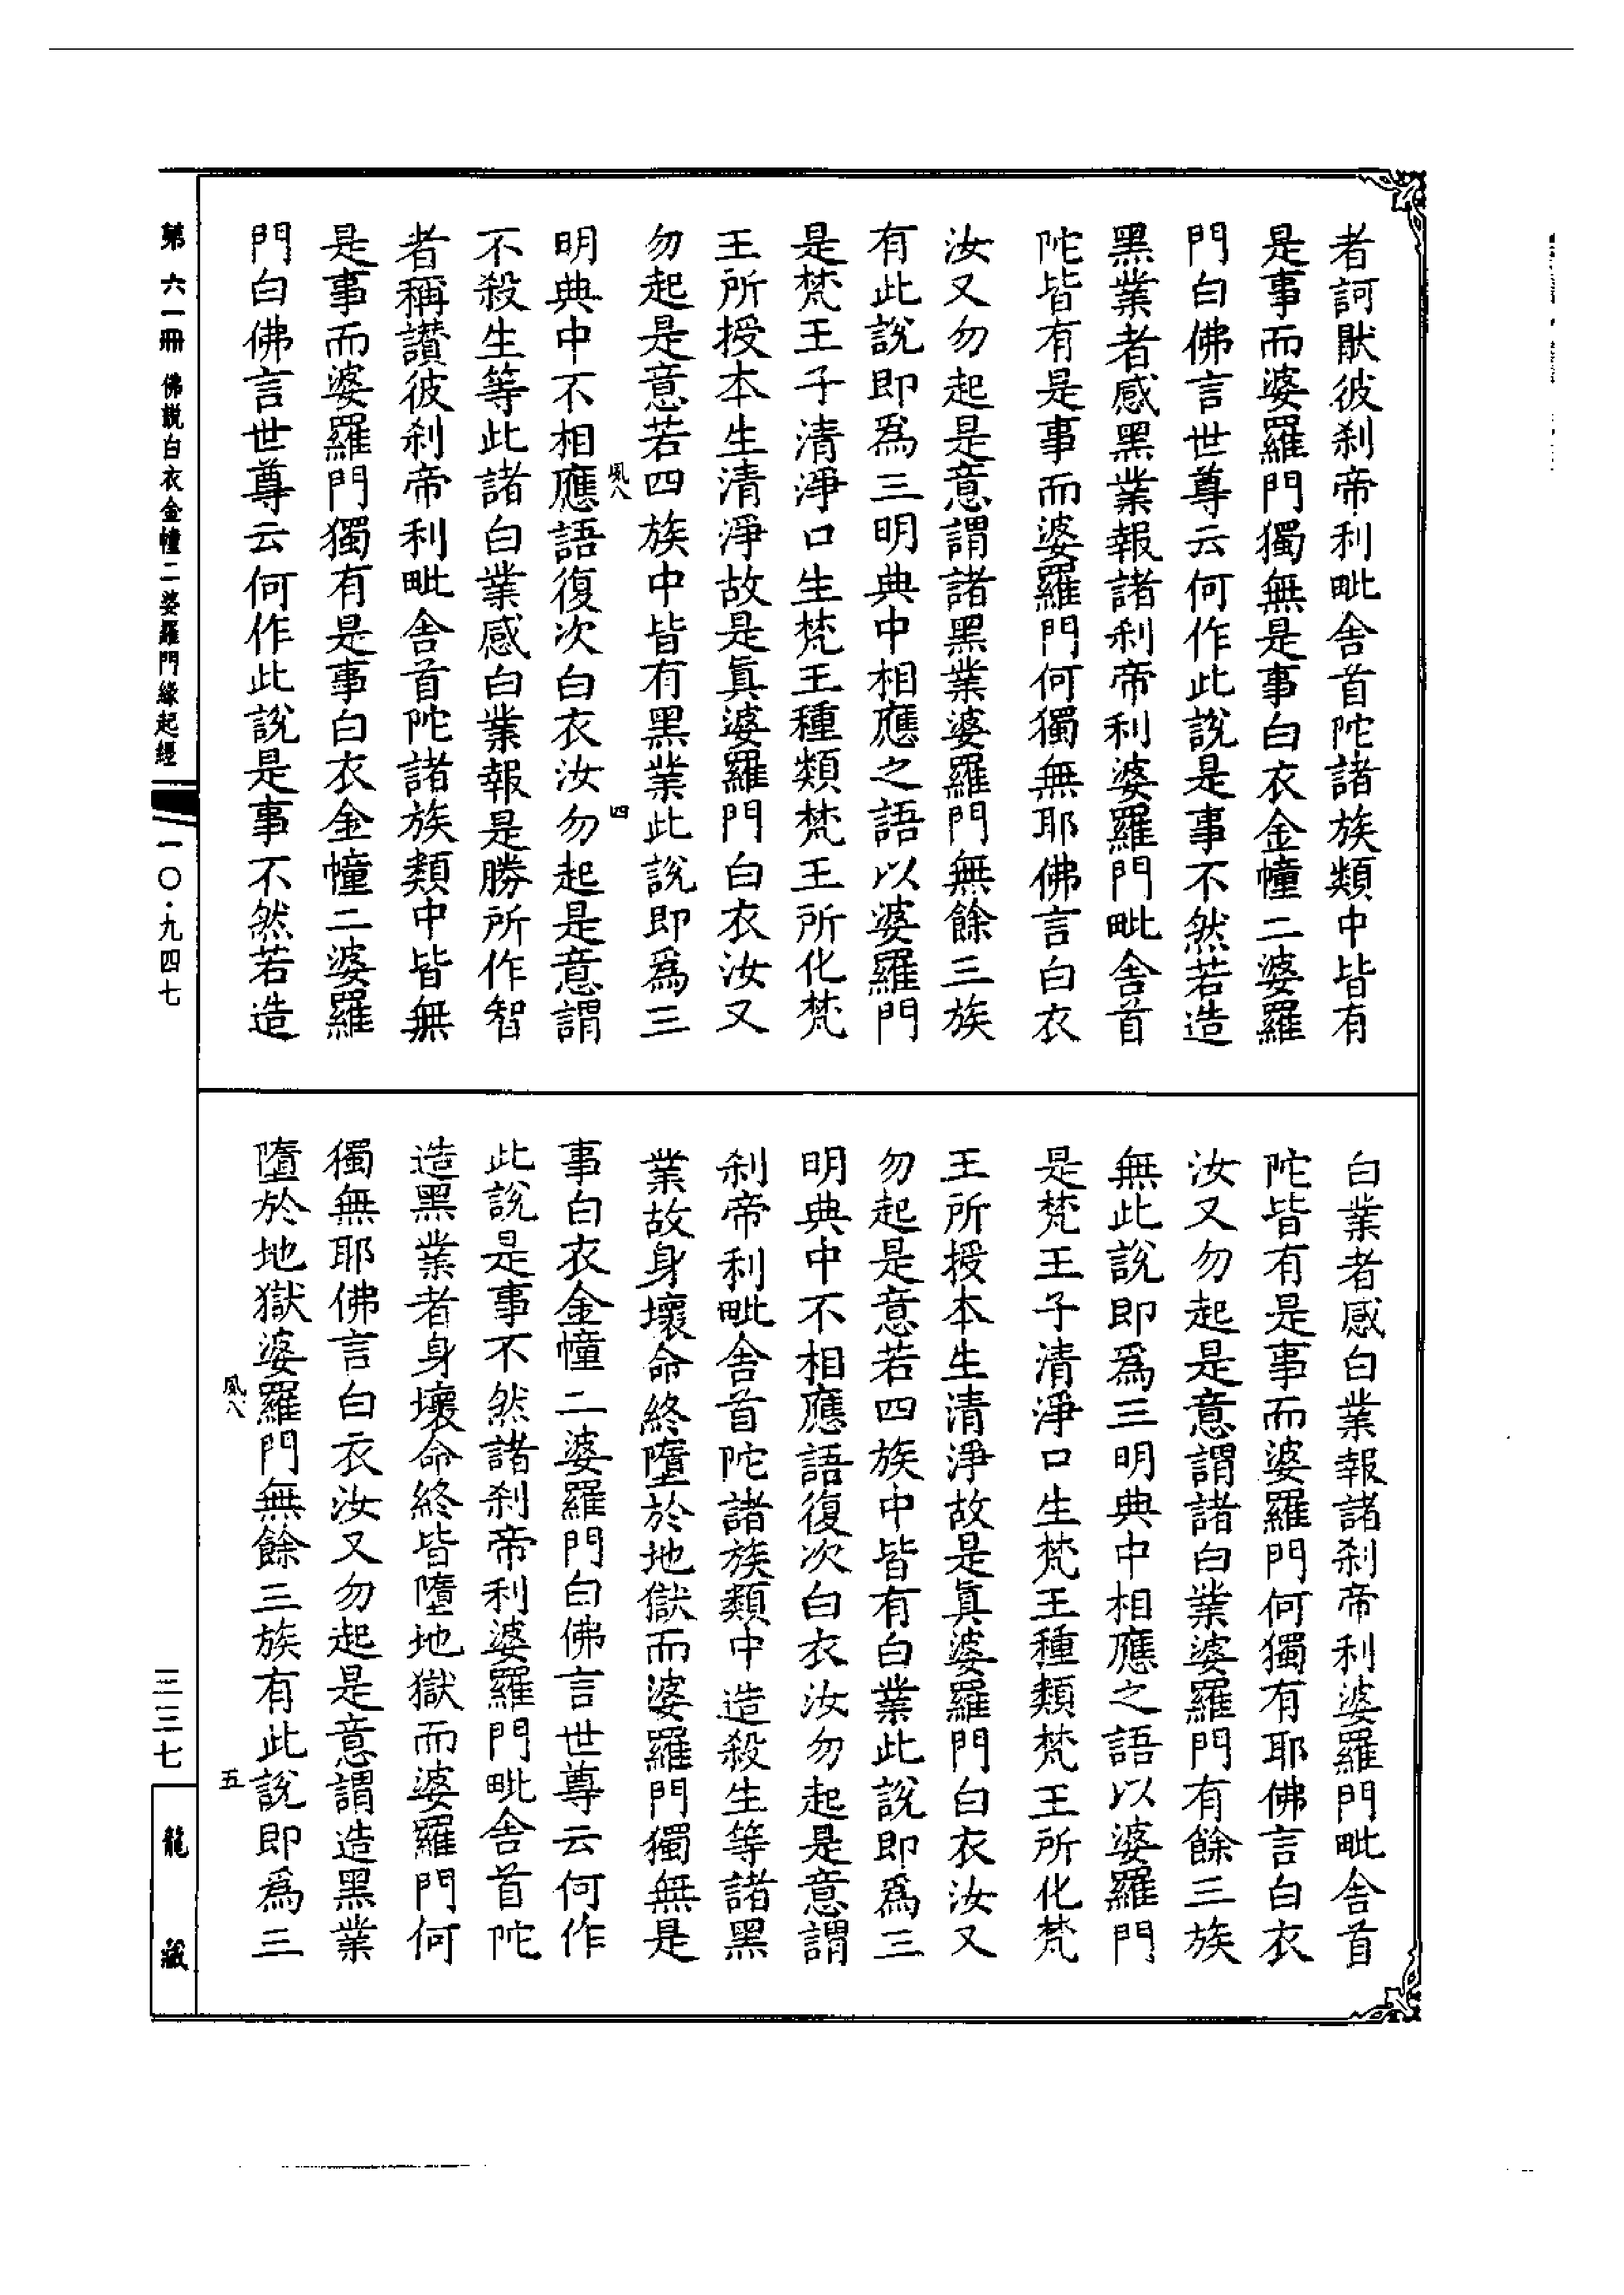 者訶猒彼刹帝利毗舍首陀諸族類中皆有
是事而婆羅門獨無是事白衣金幢二婆羅
門白佛言世尊云何作此說是事不然若造
黑業者感黑業報諸刹帝利婆羅門毗舍首
陀皆有是事而婆羅門何獨無耶佛言白衣
汝又勿起是意謂諸黑業婆羅門無餘三族
有此說即爲三明典中相應之語以婆羅門
是梵王子清淨口生梵王種類梵王所化梵
王所授本生清淨故是眞婆羅門白衣汝又
勿起是意若四族中皆有黑業此說即爲三
風八 四
明典中不相應語復次白衣汝勿起是意謂
不殺生等此諸白業感白業報是勝所作智
者稱讃彼刹帝利毗舍首陀諸族類中皆無
是事而婆羅門獨有是事白衣金幢二婆羅
門白佛言世尊云何作此說是事不然若造
白業者感白業報諸刹帝利婆羅門毗舍首
陀皆有是事而婆羅門何獨有耶佛言白衣
汝又勿起是意謂諸白業婆羅門有餘三族
無此說即爲三明典中相應之語以婆羅門
是梵王子清淨口生梵王種類梵王所化梵
王所授本生清淨故是眞婆羅門白衣汝又
勿起是意若四族中皆有白業此說即爲三
明典中不相應語復次白衣汝勿起是意謂
刹帝利毗舍首陀諸族類中造殺生等諸黑
業故身壞命終墮於地獄而婆羅門獨無是
事白衣金幢二婆羅門白佛言世尊云何作
此說是事不然諸刹帝利婆羅門毗舍首陀
造黑業者身壞命終皆墮地獄而婆羅門何
獨無耶佛言白衣汝又勿起是意謂造黑業
墮於地獄婆羅門無餘三族有此說即爲三
風八 五
第六一冊 佛說白衣金幢二婆羅門緣起經
一〇·九四七
三三七
龍藏